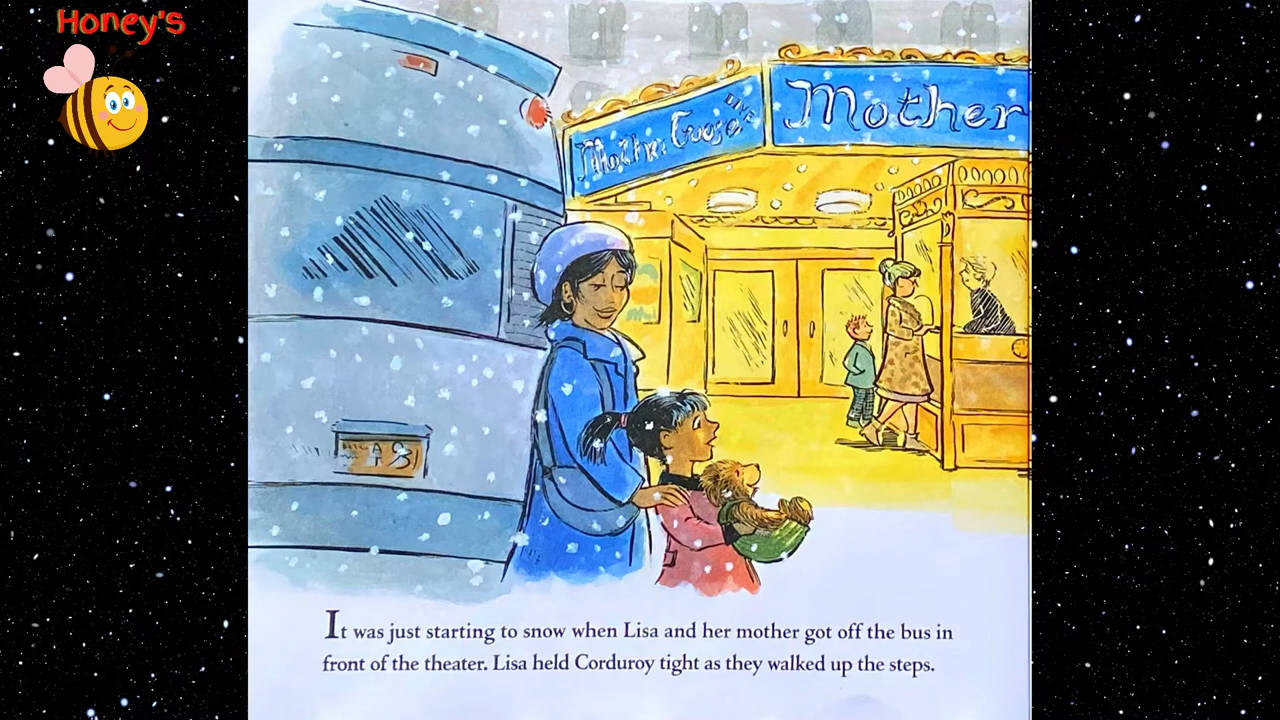 Honey's
Mother Goose
Mother
It was just starting to snow when Lisa and her mother got off the bus in
front of the theater. Lisa held Corduroy tight as they walked up the steps.